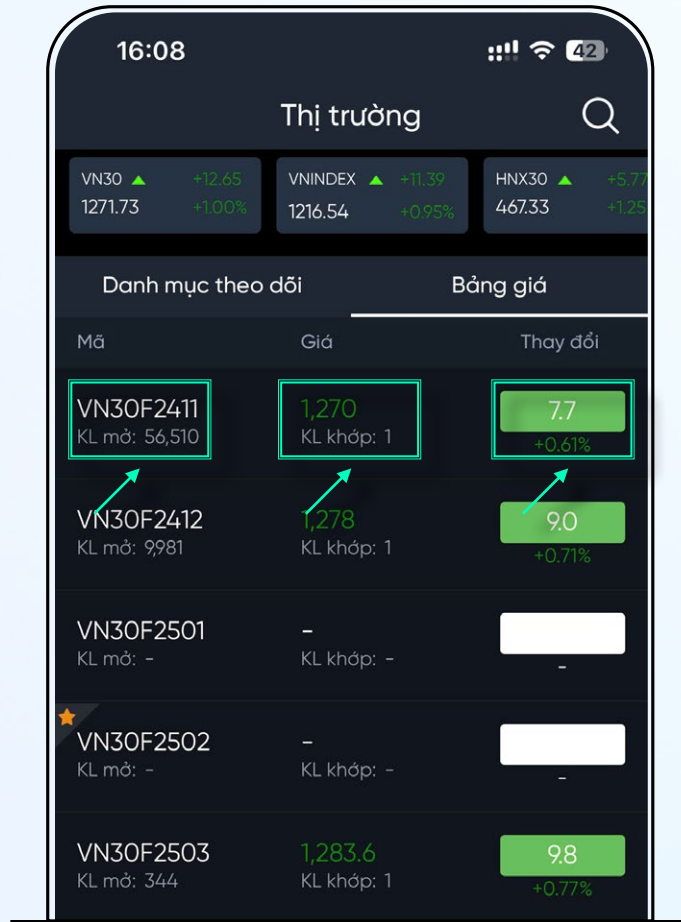 16:08 42
Thị trường
VN30 +12.65
1271.73 +1.00%
VNINDEX +11.39
1216.54 +0.95%
HNX30 +5.77
467.33 +1.25
Danh mục theo dõi Bảng giá
Mã Giá Thay đổi
VN30F2411 1,270 7.7
KL mở: 56,510 KL khớp: 1 +0.61%
VN30F2412 1,278 9.0
KL mở: 9,981 KL khớp: 1 +0.71%
VN30F2501 -
KL mở: - KL khớp: - -
VN30F2502 -
KL mở: - KL khớp: - -
VN30F2503 1,283.6 9.8
KL mở: 344 KL khớp: 1 +0.77%